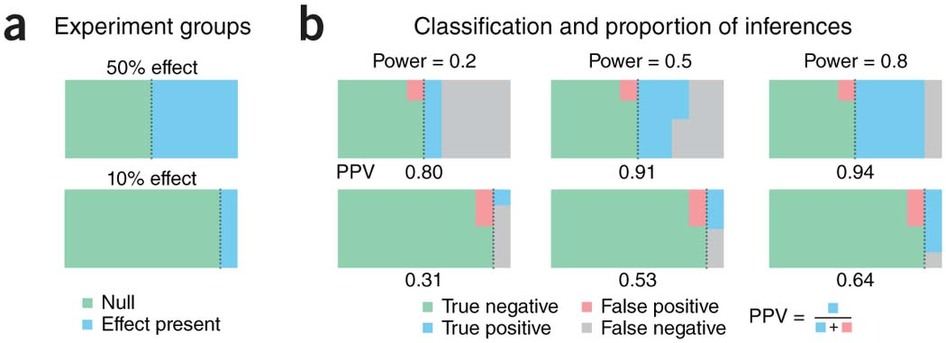 a Experiment groups
50% effect
10% effect
Null
Effect present
b Classification and proportion of inferences
Power = 0.2 Power = 0.5 Power = 0.8
PPV 0.80 0.91 0.94
0.31 0.53 0.64
True negative False positive
True positive False negative
PPV = +